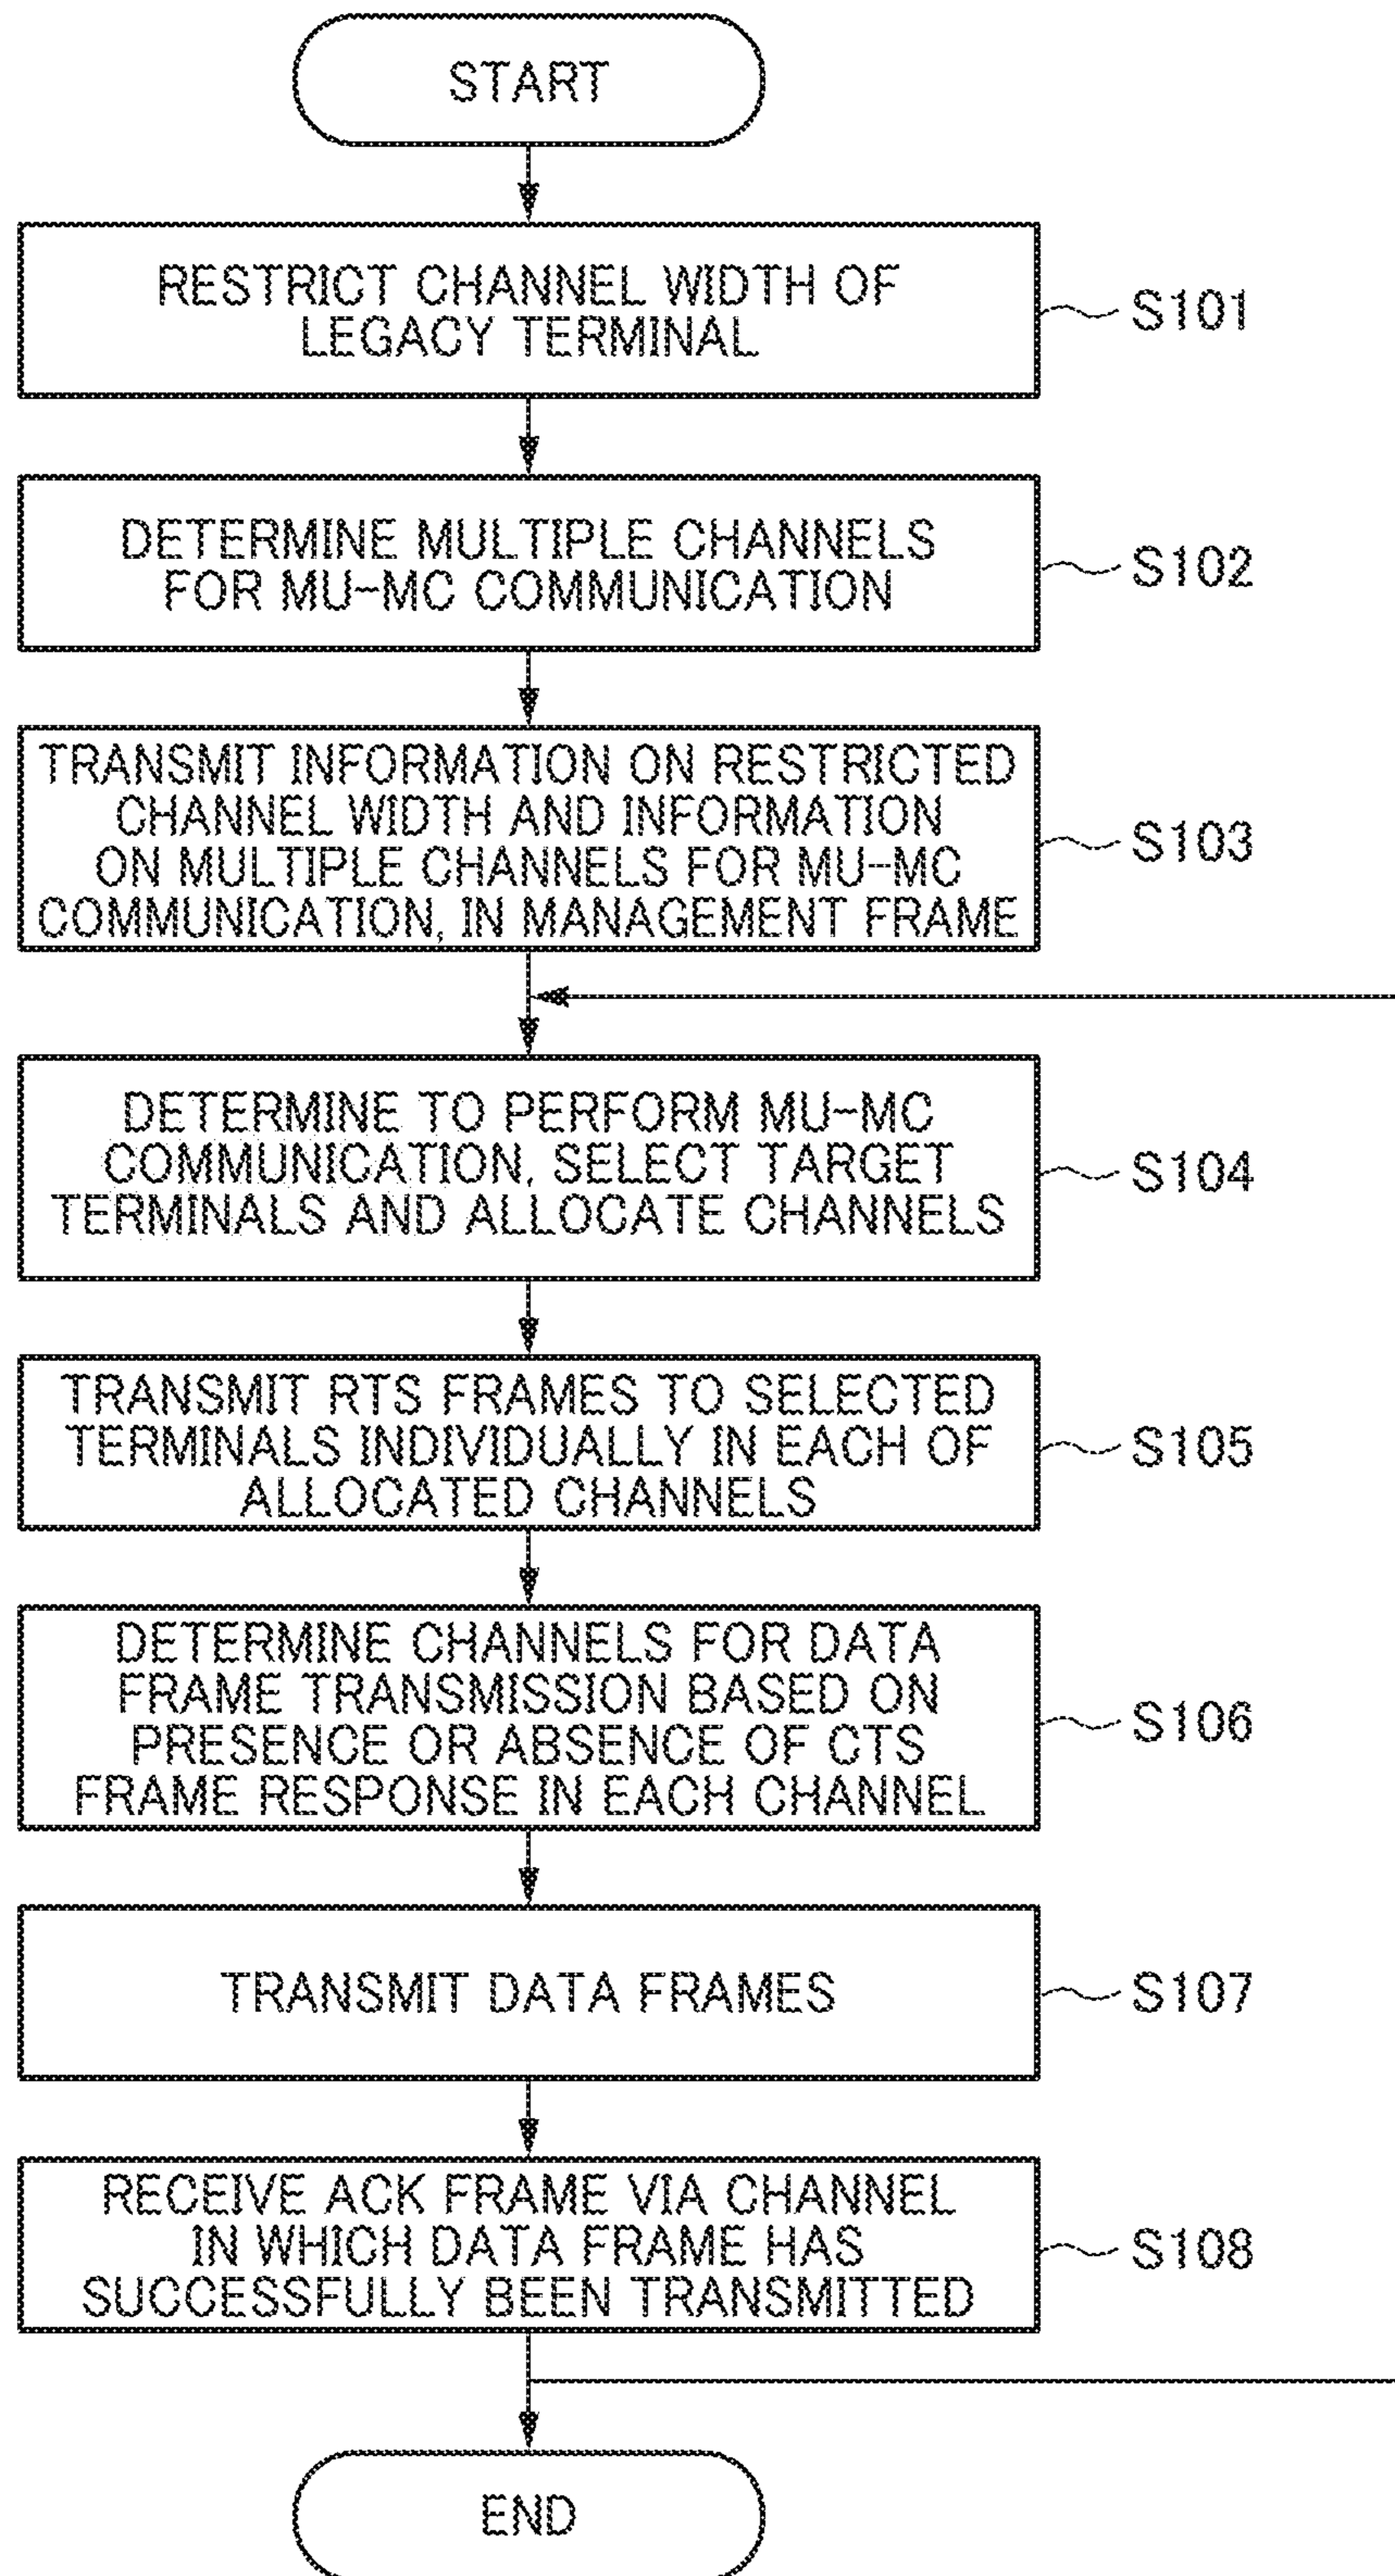 START
RESTRICT CHANNEL WIDTH OF
LEGACY TERMINAL
S101
DETERMINE MULTIPLE CHANNELS
FOR MU-MC COMMUNICATION
S102
TRANSMIT INFORMATION ON RESTRICTED
CHANNEL WIDTH AND INFORMATION
ON MULTIPLE CHANNELS FOR MU-MC
COMMUNICATION, IN MANAGEMENT FRAME
S103
DETERMINE TO PERFORM MU-MC
COMMUNICATION, SELECT TARGET
TERMINALS AND ALLOCATE CHANNELS
S104
TRANSMIT RTS FRAMES TO SELECTED
TERMINALS INDIVIDUALLY IN EACH OF
ALLOCATED CHANNELS
S105
DETERMINE CHANNELS FOR DATA
FRAME TRANSMISSION BASED ON
PRESENCE OR ABSENCE OF CTS
FRAME RESPONSE IN EACH CHANNEL
S106
TRANSMIT DATA FRAMES
S107
RECEIVE ACK FRAME VIA CHANNEL
IN WHICH DATA FRAME HAS
SUCCESSFULLY BEEN TRANSMITTED
S108
END